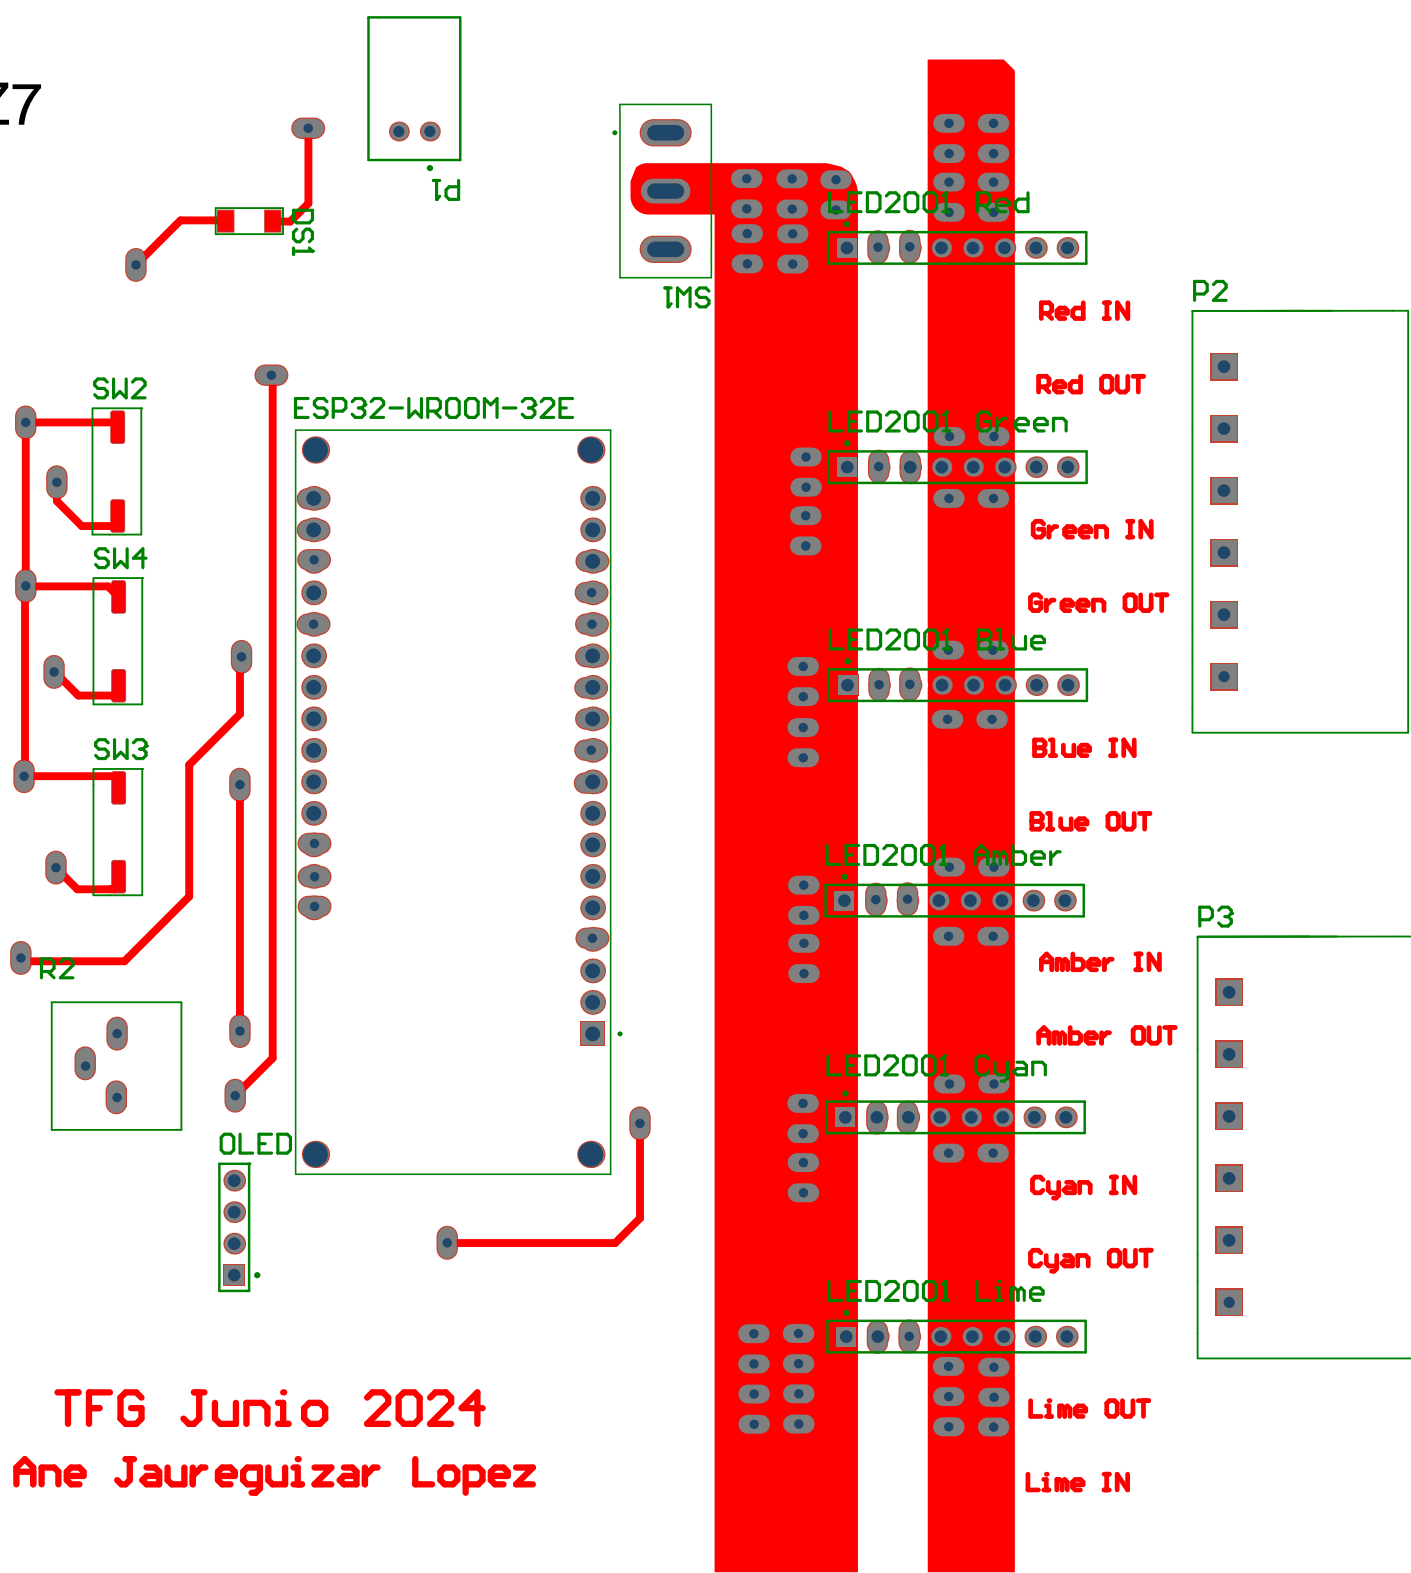 Z7
P1
DS1
LED2001 Red
SW1
P2
Red IN
Red OUT
SW2
ESP32-WROOM-32E
LED2001 Green
Green IN
SW4
Green OUT
LED2001 Blue
SW3
Blue IN
Blue OUT
LED2001 Amber
P3
R2
Amber IN
Amber OUT
LED2001 Cyan
OLED
Cyan IN
Cyan OUT
LED2001 Lime
TFG Junio 2024
Lime OUT
Ane Jaureguizar Lopez
Lime IN